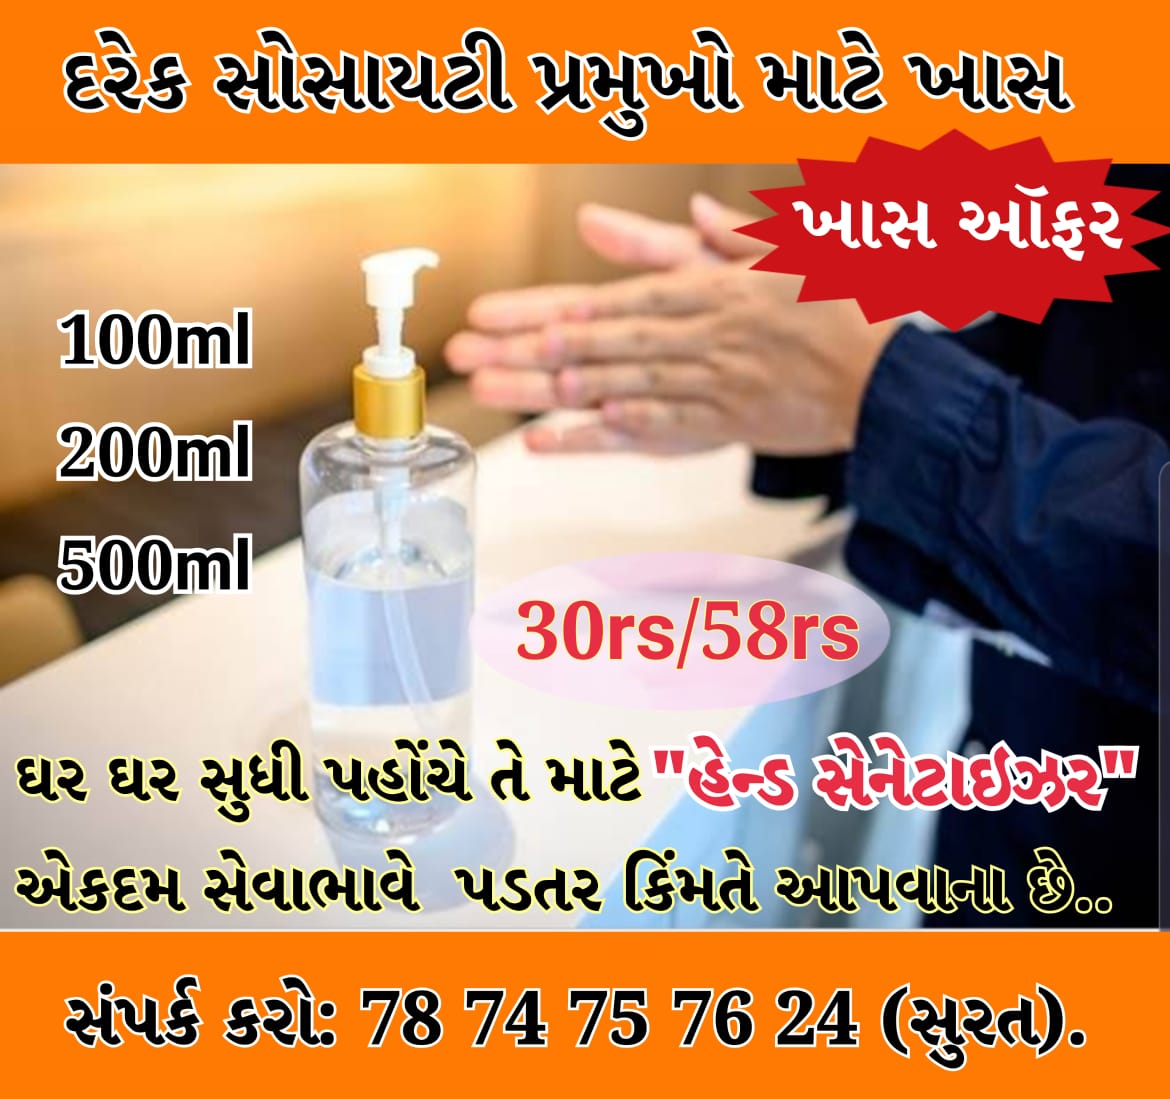 દરેક સોસાયટી પ્રમુખો માટે ખાસ
ખાસ ઑફર
100ml
200ml
500ml
30rs/58rs
ઘર ઘર સુધી પહોંચે તે માટે "હેન્ડ સેનેટાઇઝર"
એકદમ સેવાભાવે પડતર કિંમતે આપવાના છે..
સંપર્ક કરો: 78 74 75 76 24 (સુરત).